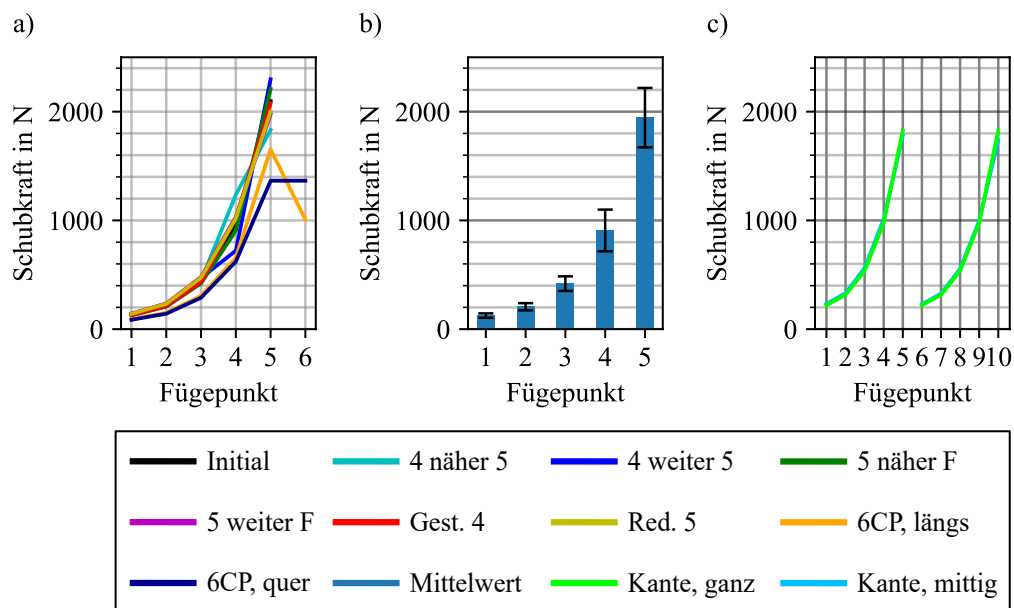 a)
Schubkraft in N
2000
1000
0
1 2 3 4 5 6
Fügepunkt
b)
Schubkraft in N
2000
1000
0
1 2 3 4 5
Fügepunkt
c)
Schubkraft in N
2000
1000
0
1 2 3 4 5 6 7 8 9 10
Fügepunkt
Initial 4 näher 5 4 weiter 5 5 näher F
5 weiter F Gest. 4 Red. 5 6CP, längs
6CP, quer Mittelwert Kante, ganz Kante, mittig